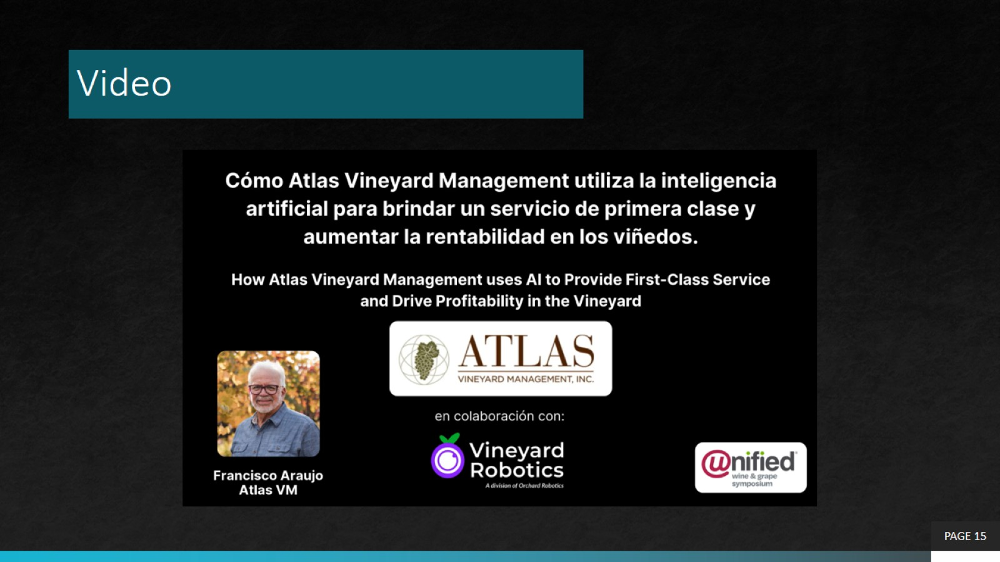 Video
Cómo Atlas Vineyard Management utiliza la inteligencia
artificial para brindar un servicio de primera clase y
aumentar la rentabilidad en los viñedos.
How Atlas Vineyard Management uses AI to Provide First-Class Service
and Drive Profitability in the Vineyard
ATLAS
VINEYARD MANAGEMENT, INC.
en colaboración con:
Vineyard
Robotics
A division of Orchard Robotics
Francisco Araujo
Atlas VM
unified
wine & grape
symposium
PAGE 15